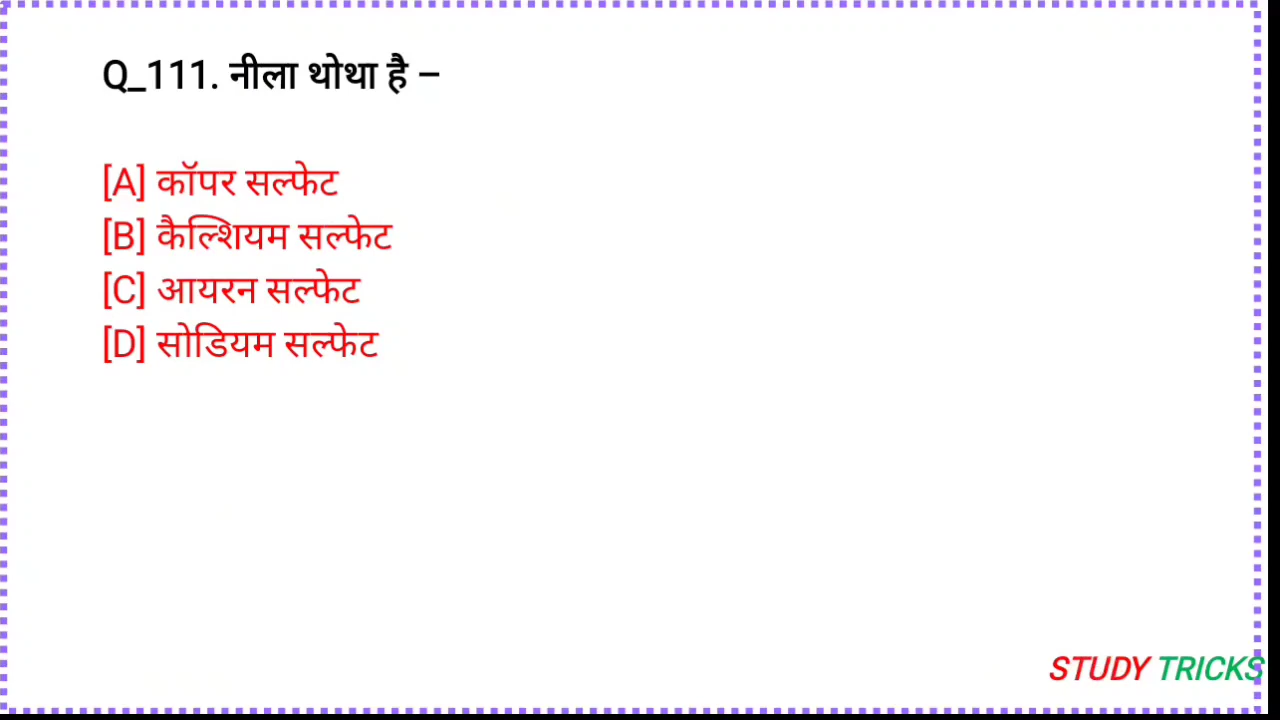 Q_111. नीला थोथा है –
[A] कॉपर सल्फेट
[B] कैल्शियम सल्फेट
[C] आयरन सल्फेट
[D] सोडियम सल्फेट
STUDY TRICKS